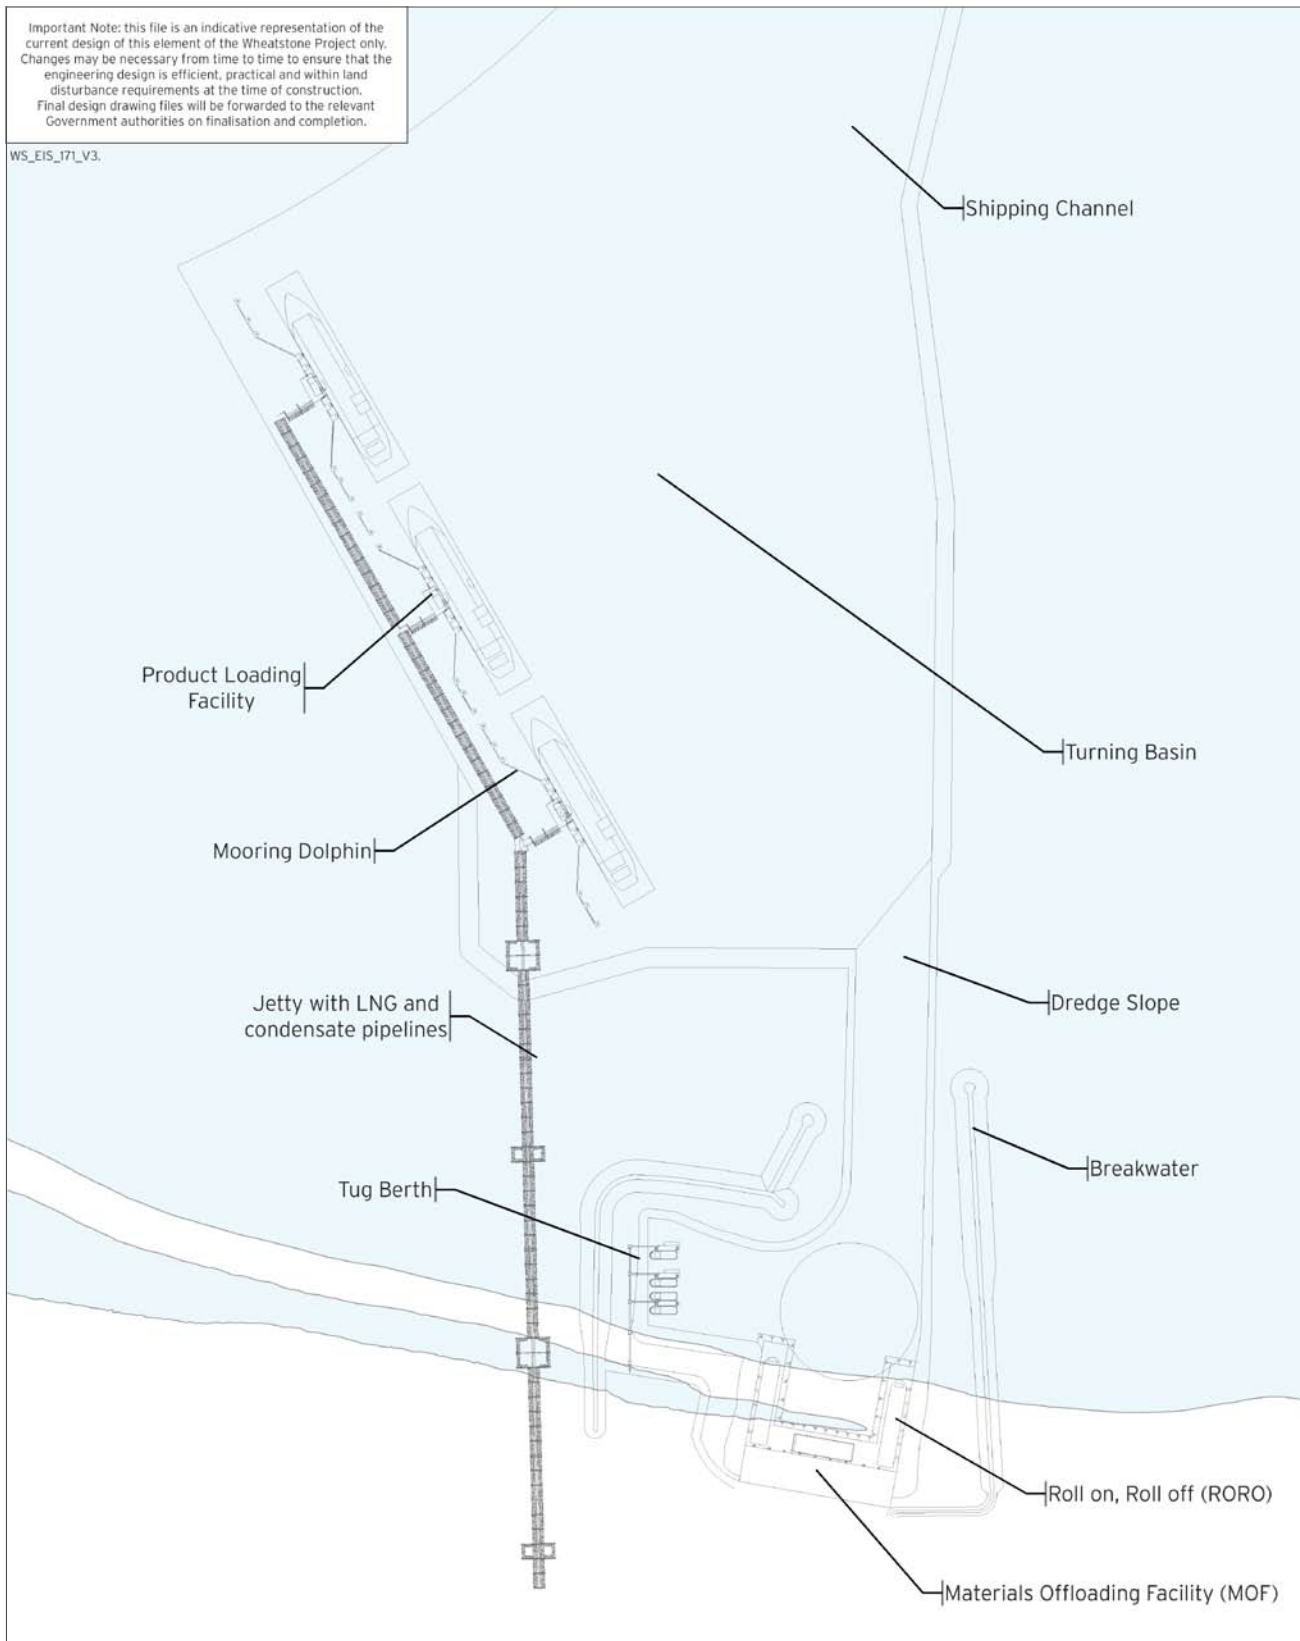 Important Note: this file is an indicative representation of the
current design of this element of the Wheatstone Project only.
Changes may be necessary from time to time to ensure that the
engineering design is efficient, practical and within land
disturbance requirements at the time of construction.
Final design drawing files will be forwarded to the relevant
Government authorities on finalisation and completion.
WS_EIS_171_V3.
Shipping Channel
Product Loading
Facility
Turning Basin
Mooring Dolphin
Jetty with LNG and
condensate pipelines
Dredge Slope
Breakwater
Tug Berth
Roll on, Roll off (RORO)
Materials Offloading Facility (MOF)